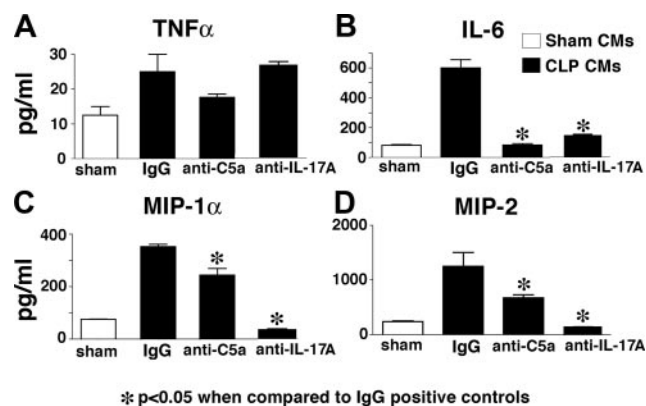 A
TNFα
pg/ml
30
20
10
0
sham
IgG
anti-C5a
anti-IL-17A
B
IL-6
Sham CMs
CLP CMs
600
400
200
100
0
*
*
sham
IgG
anti-C5a
anti-IL-17A
C
MIP-1α
pg/ml
400
200
0
*
*
sham
IgG
anti-C5a
anti-IL-17A
D
MIP-2
2000
1000
0
*
*
sham
IgG
anti-C5a
anti-IL-17A
* p<0.05 when compared to IgG positive controls